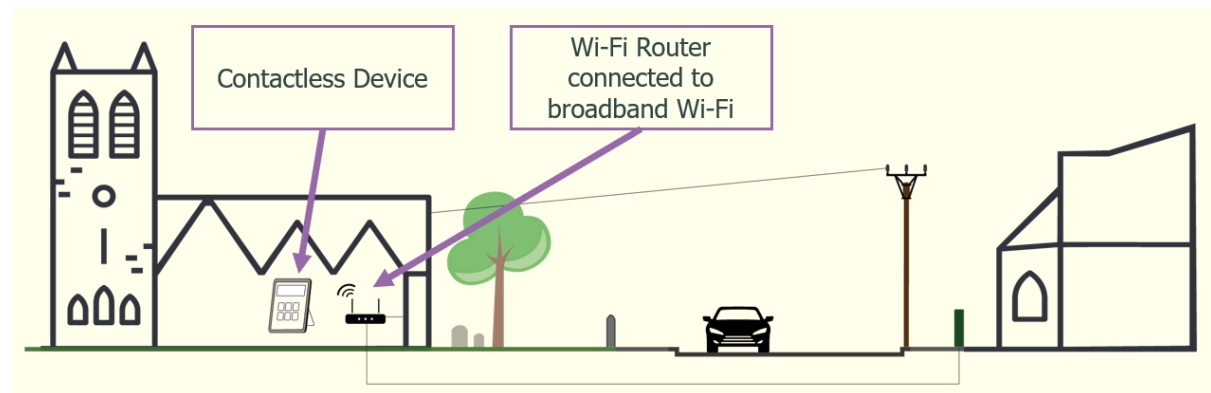 Contactless Device
Wi-Fi Router
connected to
broadband Wi-Fi